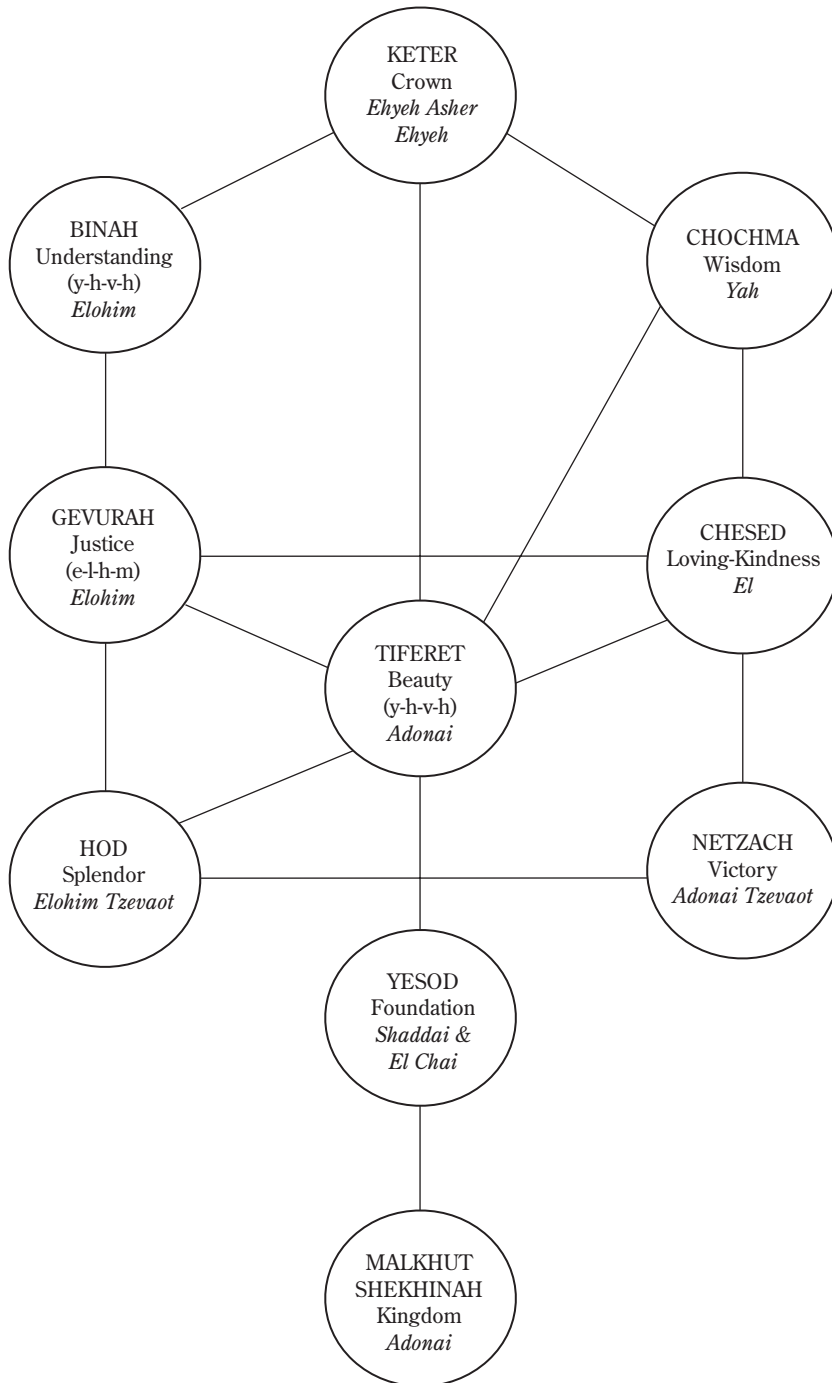 KETER
Crown
Ehyeh Asher
Ehyeh
BINAH
Understanding
(y-h-v-h)
Elohim
CHOCHMA
Wisdom
Yah
GEVURAH
Justice
(e-l-h-m)
Elohim
CHESED
Loving-Kindness
El
TIFERET
Beauty
(y-h-v-h)
Adonai
HOD
Splendor
Elohim Tzevaot
NETZACH
Victory
Adonai Tzevaot
YESOD
Foundation
Shaddai &
El Chai
MALKHUT
SHEKHINAH
Kingdom
Adonai